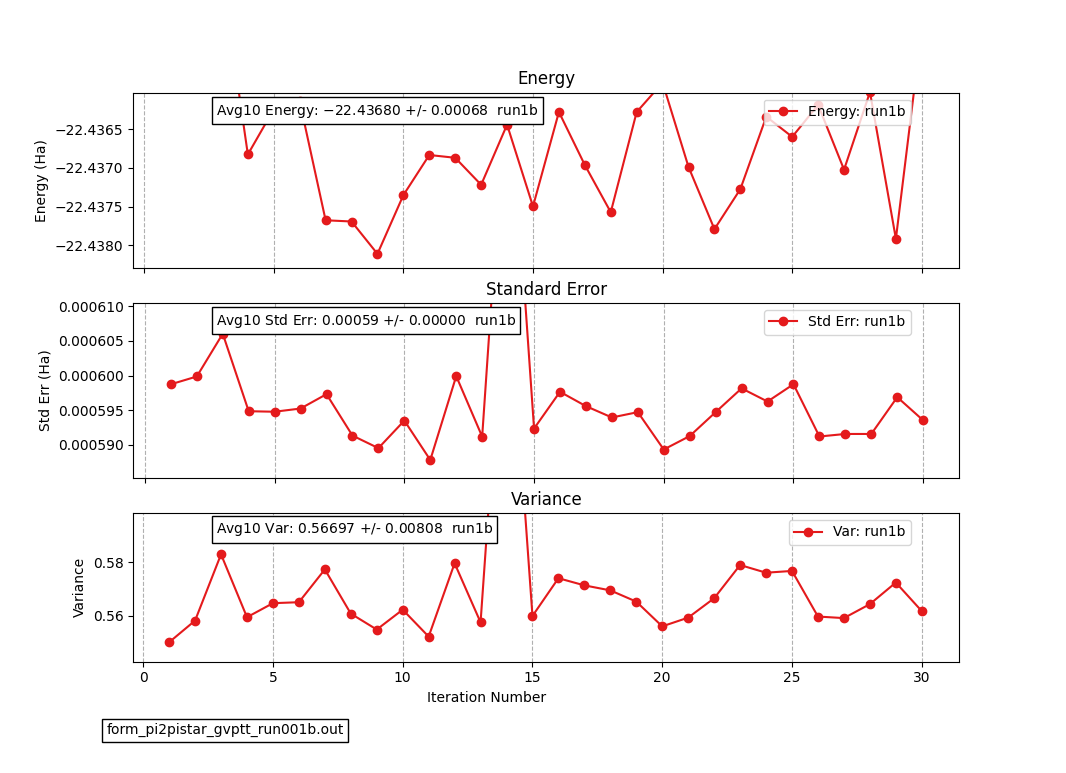 Energy
Avg10 Energy: −22.43680 +/- 0.00068  run1b
Energy: run1b
−22.4365
−22.4370
−22.4375
−22.4380
Energy (Ha)
Standard Error
Avg10 Std Err: 0.00059 +/- 0.00000  run1b
Std Err: run1b
0.000610
0.000605
0.000600
0.000595
0.000590
Std Err (Ha)
Variance
Avg10 Var: 0.56697 +/- 0.00808  run1b
Var: run1b
0.58
0.56
Variance
0 5 10 15 20 25 30
Iteration Number
form_pi2pistar_gvptt_run001b.out